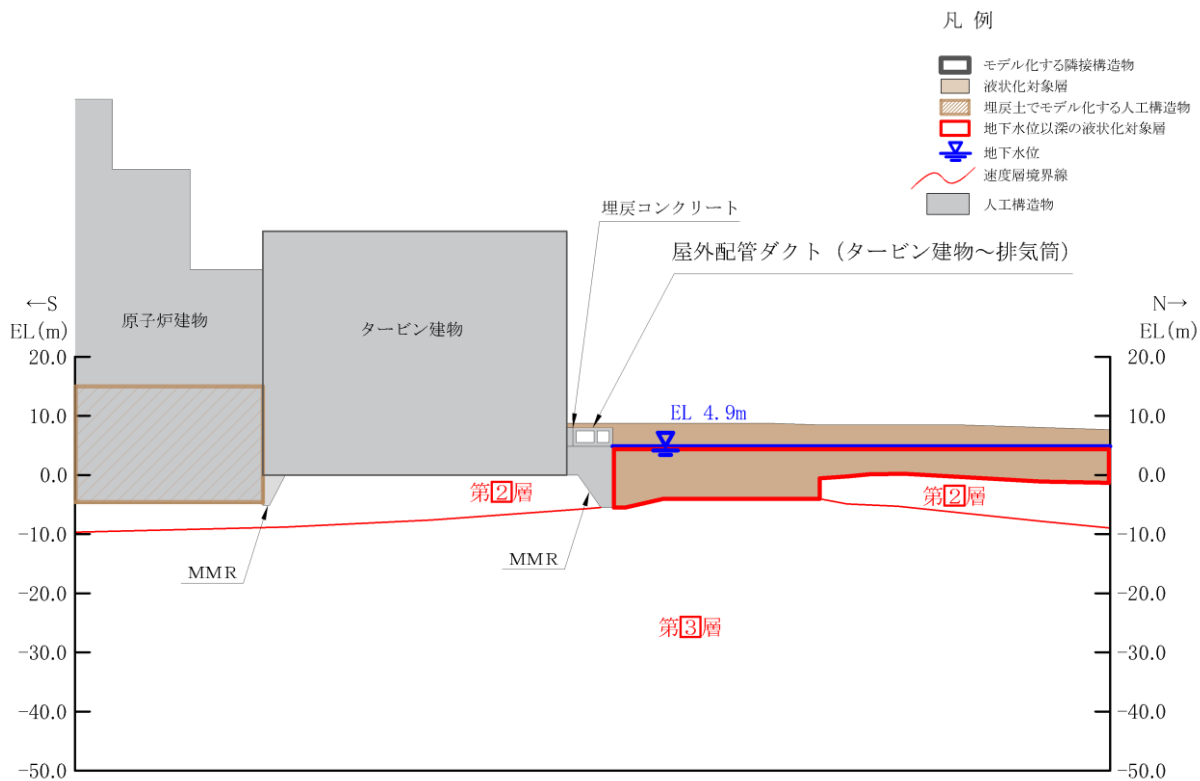 凡 例
モデル化する隣接構造物
液状化対象層
埋戻土でモデル化する人工構造物
地下水位以深の液状化対象層
地下水位
速度層境界線
人工構造物
埋戻コンクリート
屋外配管ダクト（タービン建物～排気筒）
←S
EL(m)
N→
EL(m)
原子炉建物
タービン建物
EL 4.9m
20.0
10.0
0.0
-10.0
-20.0
-30.0
-40.0
-50.0
20.0
10.0
0.0
-10.0
-20.0
-30.0
-40.0
-50.0
第2層
第2層
MMR
MMR
第3層